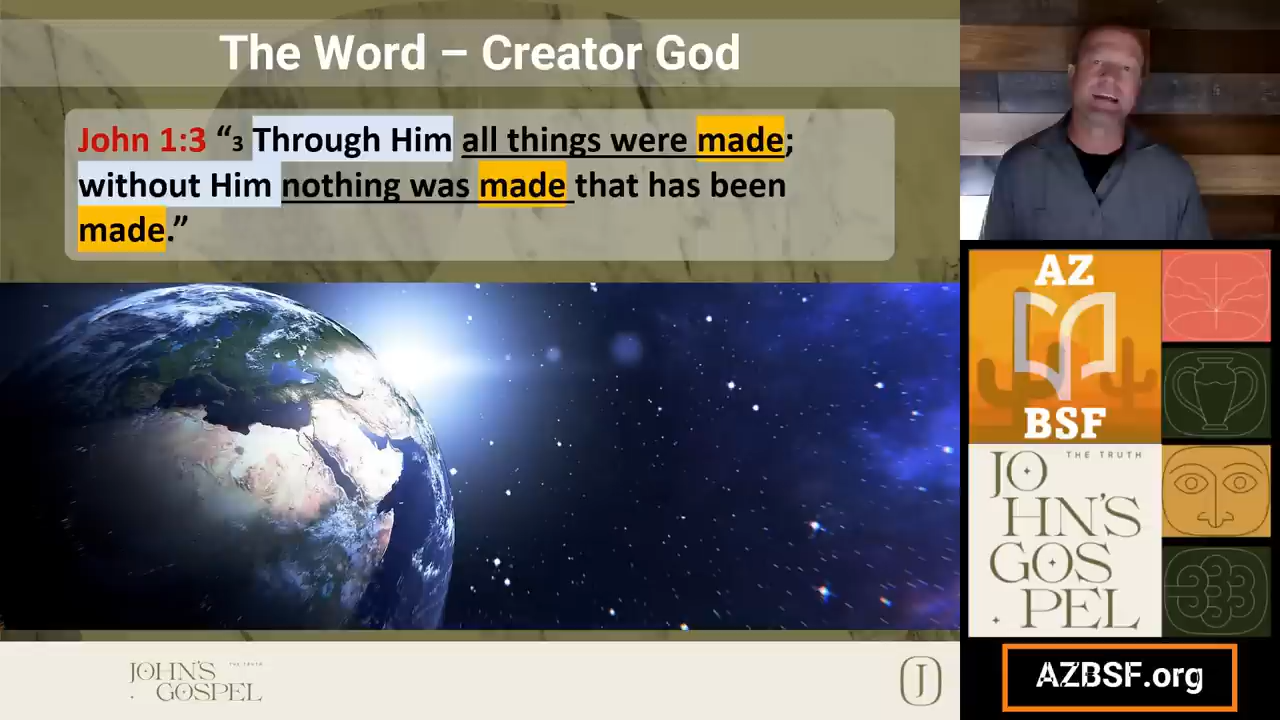 The Word – Creator God
John 1:3 “3 Through Him all things were made;
without Him nothing was made that has been
made.”
JOHN'S
THE TRUTH
GOSPEL
J
AZ
BSF
THE TRUTH
JO
HN'S
GOS
PEL
AZBSF.org